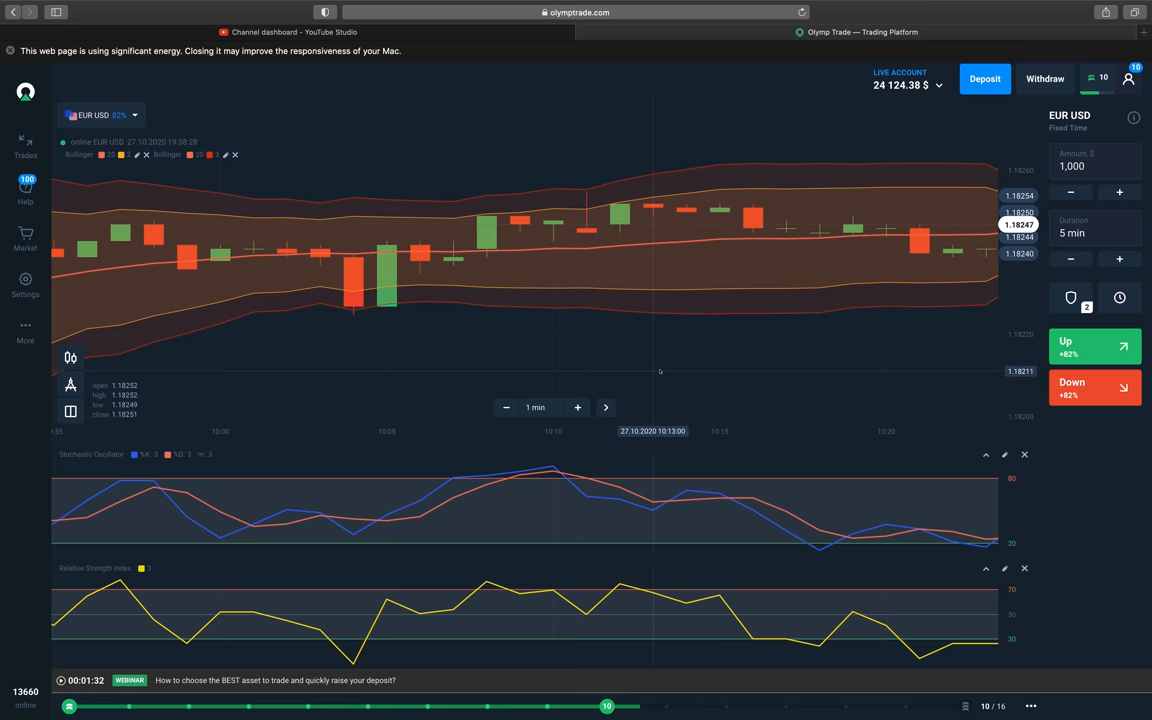 olymptrade.com
Channel dashboard - YouTube Studio
Olymp Trade — Trading Platform
This web page is using significant energy. Closing it may improve the responsiveness of your Mac.
LIVE ACCOUNT
24 124.38 $
Deposit
Withdraw
10
10
EUR USD 82%
EUR USD
Fixed Time
online EUR USD 27.10.2020 19:58:28
Bollinger 20 2 Bollinger 20 3
Trades
100
Help
Market
Settings
More
Amount, $
1,000
Duration
5 min
2
Up
+82%
Down
+82%
1.18260
1.18254
1.18250
1.18247
1.18244
1.18240
1.18220
1.18211
1.18200
open 1.18252
high 1.18252
low 1.18249
close 1.18251
1 min
:55
10:00
10:05
10:10
27.10.2020 10:13:00
10:15
10:20
Stochastic Oscillator %K: 3 %D: 3 m: 3
80
20
Relative Strength Index 3
70
50
30
00:01:32 WEBINAR How to choose the BEST asset to trade and quickly raise your deposit?
13660
online
10
10 / 16